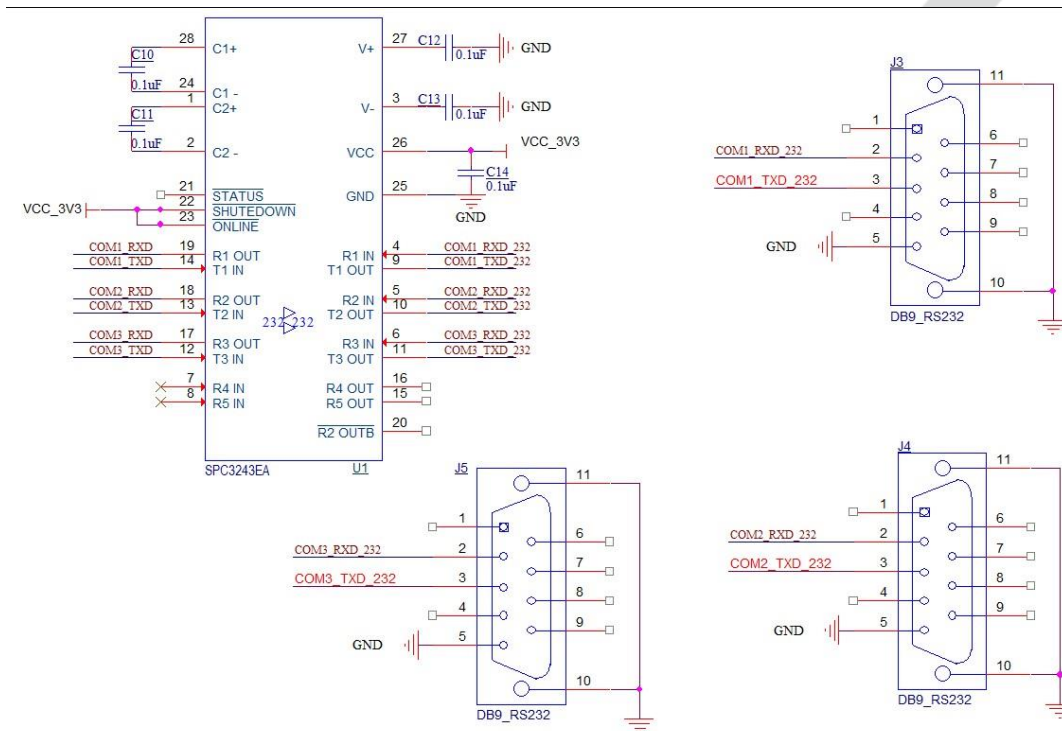 28
C1+
C10
0.1uF
24
C1 -
1
C2+
C11
0.1uF
2
C2 -
21
STATUS
VCC_3V3
22
SHUTEDOWN
23
ONLINE
COM1_RXD
19
R1 OUT
COM1_TXD
14
T1 IN
COM2_RXD
18
R2 OUT
COM2_TXD
13
T2 IN
COM3_RXD
17
R3 OUT
COM3_TXD
12
T3 IN
7
R4 IN
8
R5 IN
232_232
SPC3243EA
U1
V+
27
C12
0.1uF
GND
V-
3
C13
0.1uF
GND
VCC
26
VCC_3V3
C14
0.1uF
GND
25
GND
R1 IN
4
COM1_RXD_232
T1 OUT
9
COM1_TXD_232
R2 IN
5
COM2_RXD_232
T2 OUT
10
COM2_TXD_232
R3 IN
6
COM3_RXD_232
T3 OUT
11
COM3_TXD_232
R4 OUT
16
R5 OUT
15
R2 OUTB
20
J3
11
1
6
COM1_RXD_232
2
7
COM1_TXD_232
3
8
4
9
GND
5
10
DB9_RS232
J5
11
1
6
COM3_RXD_232
2
7
COM3_TXD_232
3
8
4
9
GND
5
10
DB9_RS232
J4
11
1
6
COM2_RXD_232
2
7
COM2_TXD_232
3
8
4
9
GND
5
10
DB9_RS232